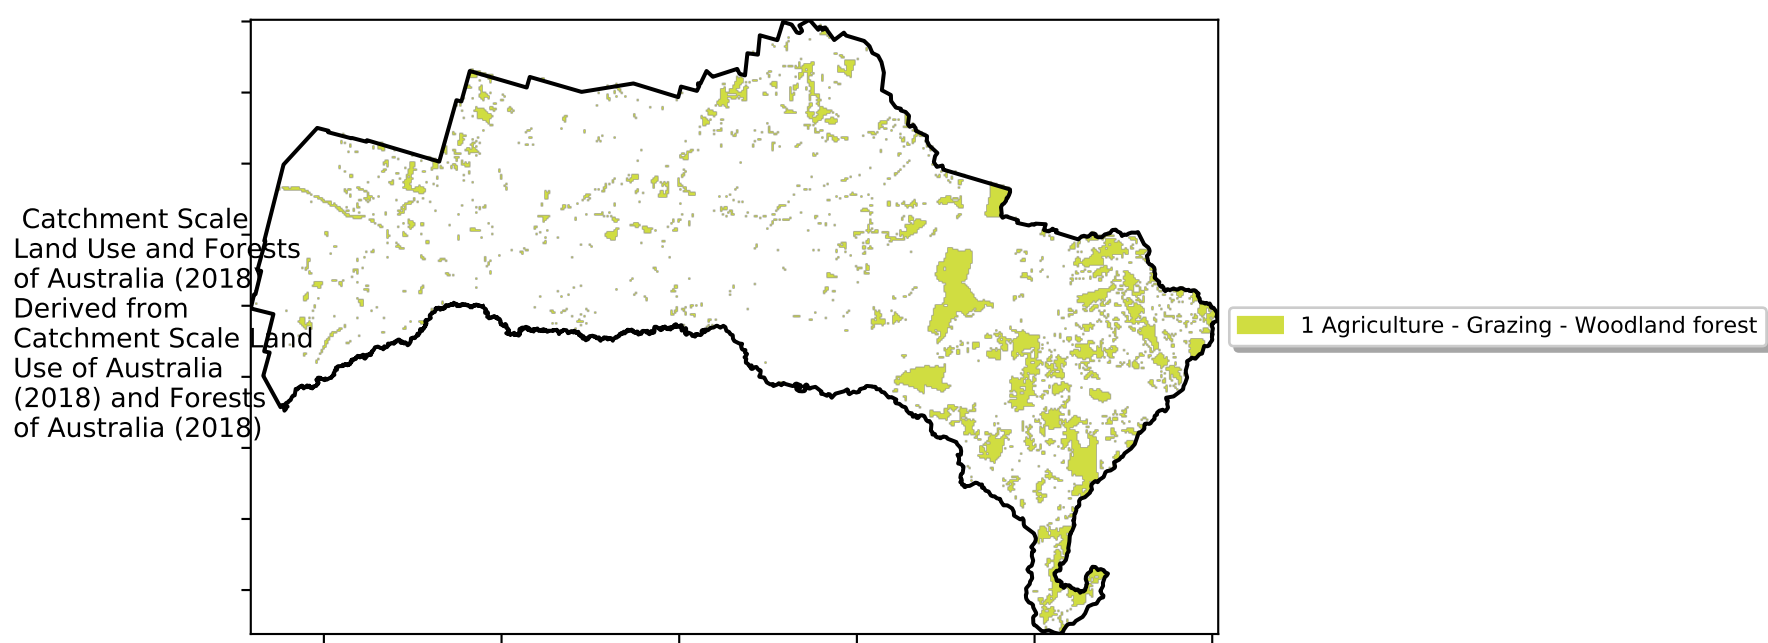 Catchment Scale
Land Use and Forests
of Australia (2018)
Derived from
Catchment Scale Land
Use of Australia
(2018) and Forests
of Australia (2018)
1 Agriculture - Grazing - Woodland forest